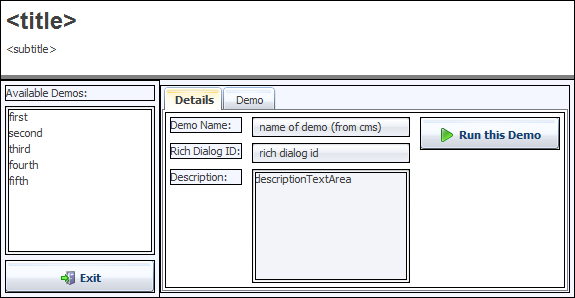 <title>
<subtitle>
Available Demos:
first
second
third
fourth
fifth
Exit
Details
Demo
Demo Name:
name of demo (from cms)
Run this Demo
Rich Dialog ID:
rich dialog id
Description:
descriptionTextArea